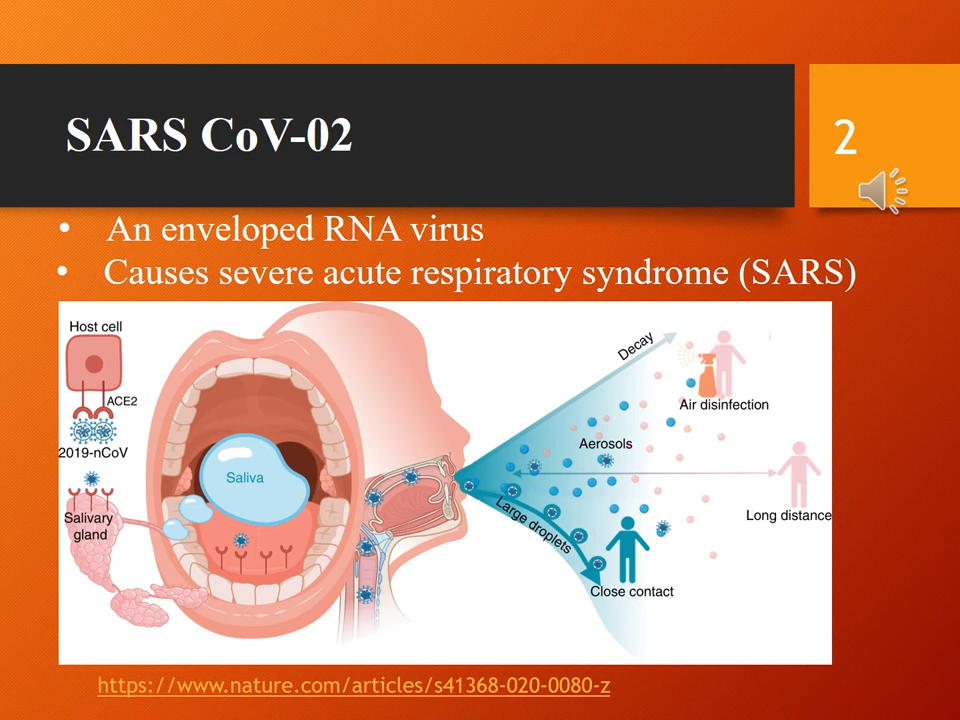 SARS CoV-02
2
• An enveloped RNA virus
• Causes severe acute respiratory syndrome (SARS)
Host cell
ACE2
2019-nCoV
Salivary
gland
Saliva
Decay
Air disinfection
Aerosols
Long distance
Large droplets
Close contact
https://www.nature.com/articles/s41368-020-0080-z